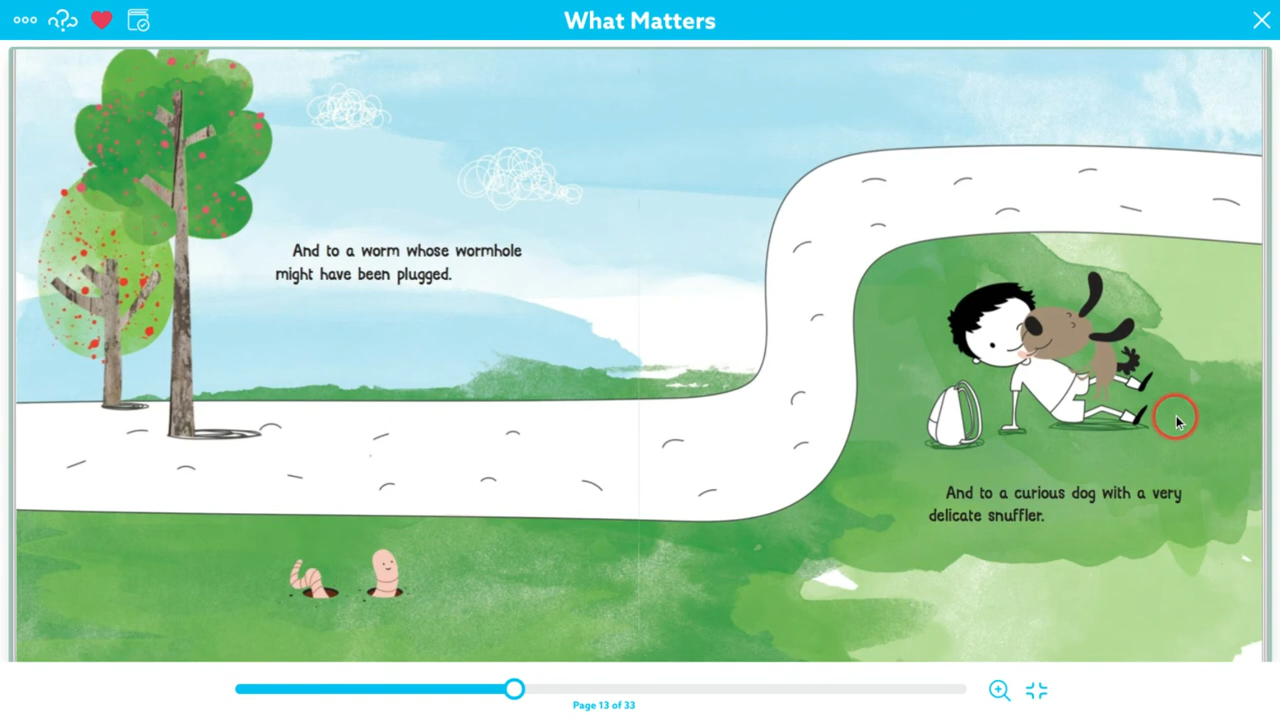 What Matters
And to a worm whose wormhole
might have been plugged.
And to a curious dog with a very
delicate snuffler.
Page 13 of 33